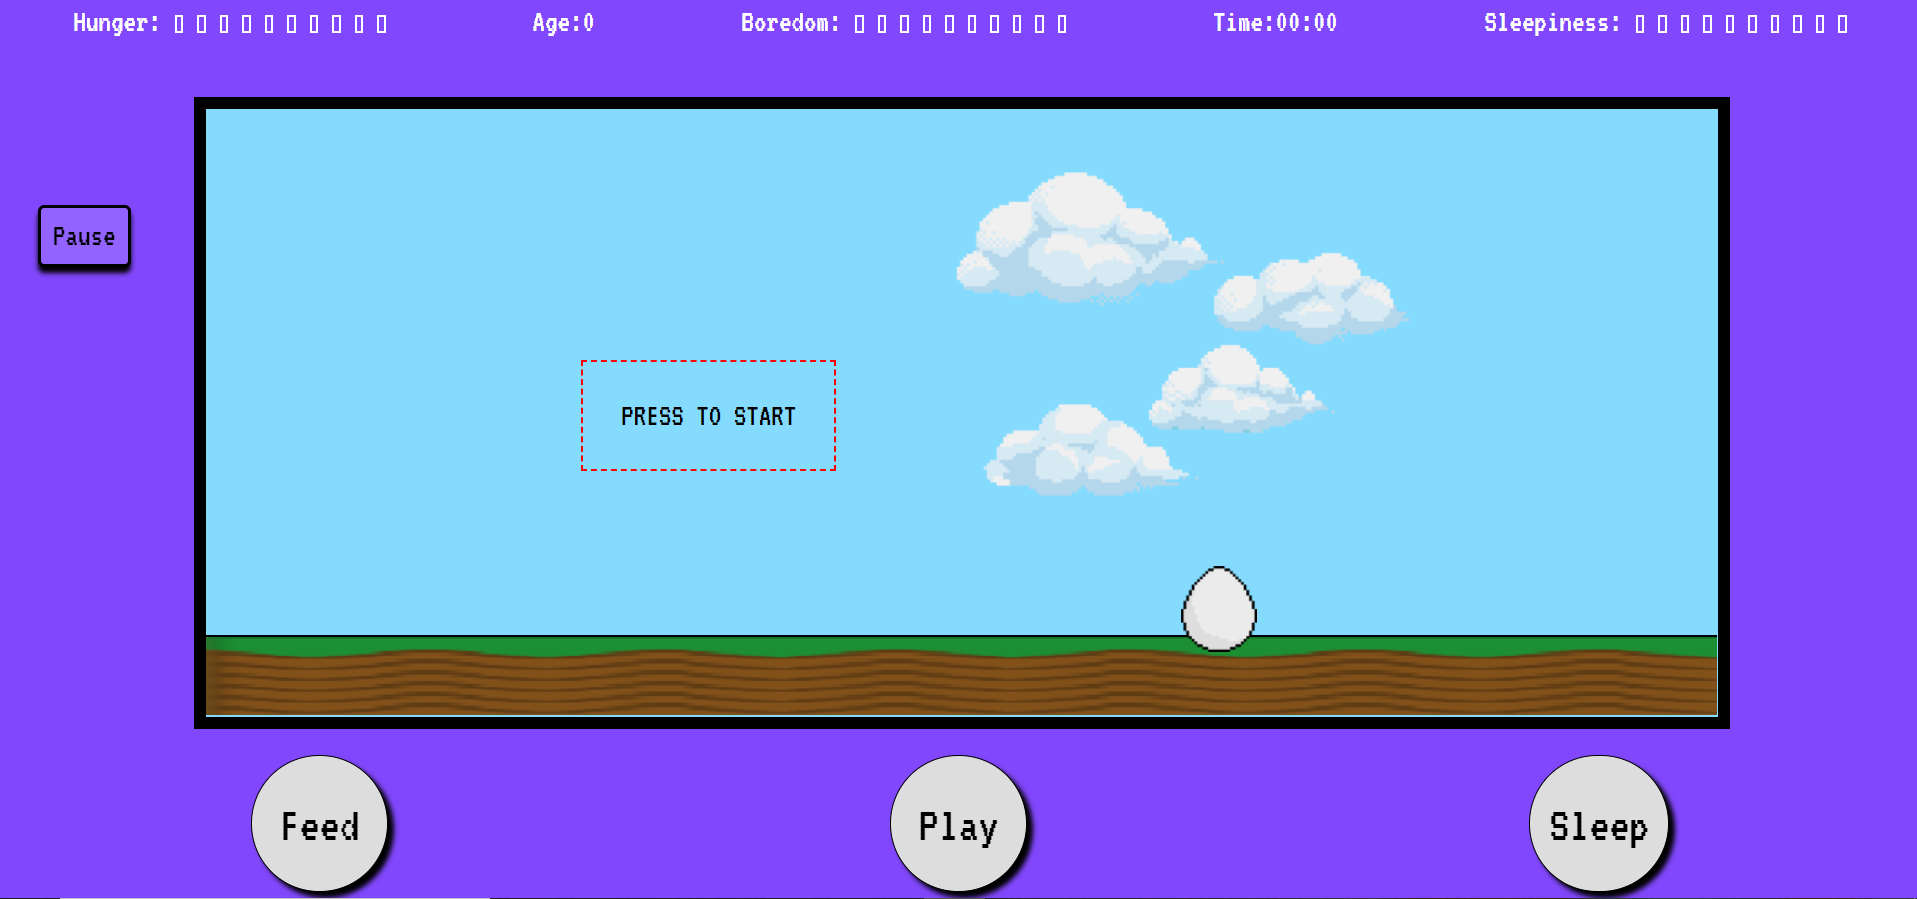 Hunger: ▯ ▯ ▯ ▯ ▯ ▯ ▯ ▯ ▯ ▯
Age:0
Boredom: ▯ ▯ ▯ ▯ ▯ ▯ ▯ ▯ ▯ ▯
Time:00:00
Sleepiness: ▯ ▯ ▯ ▯ ▯ ▯ ▯ ▯ ▯ ▯
Pause
PRESS TO START
Feed
Play
Sleep